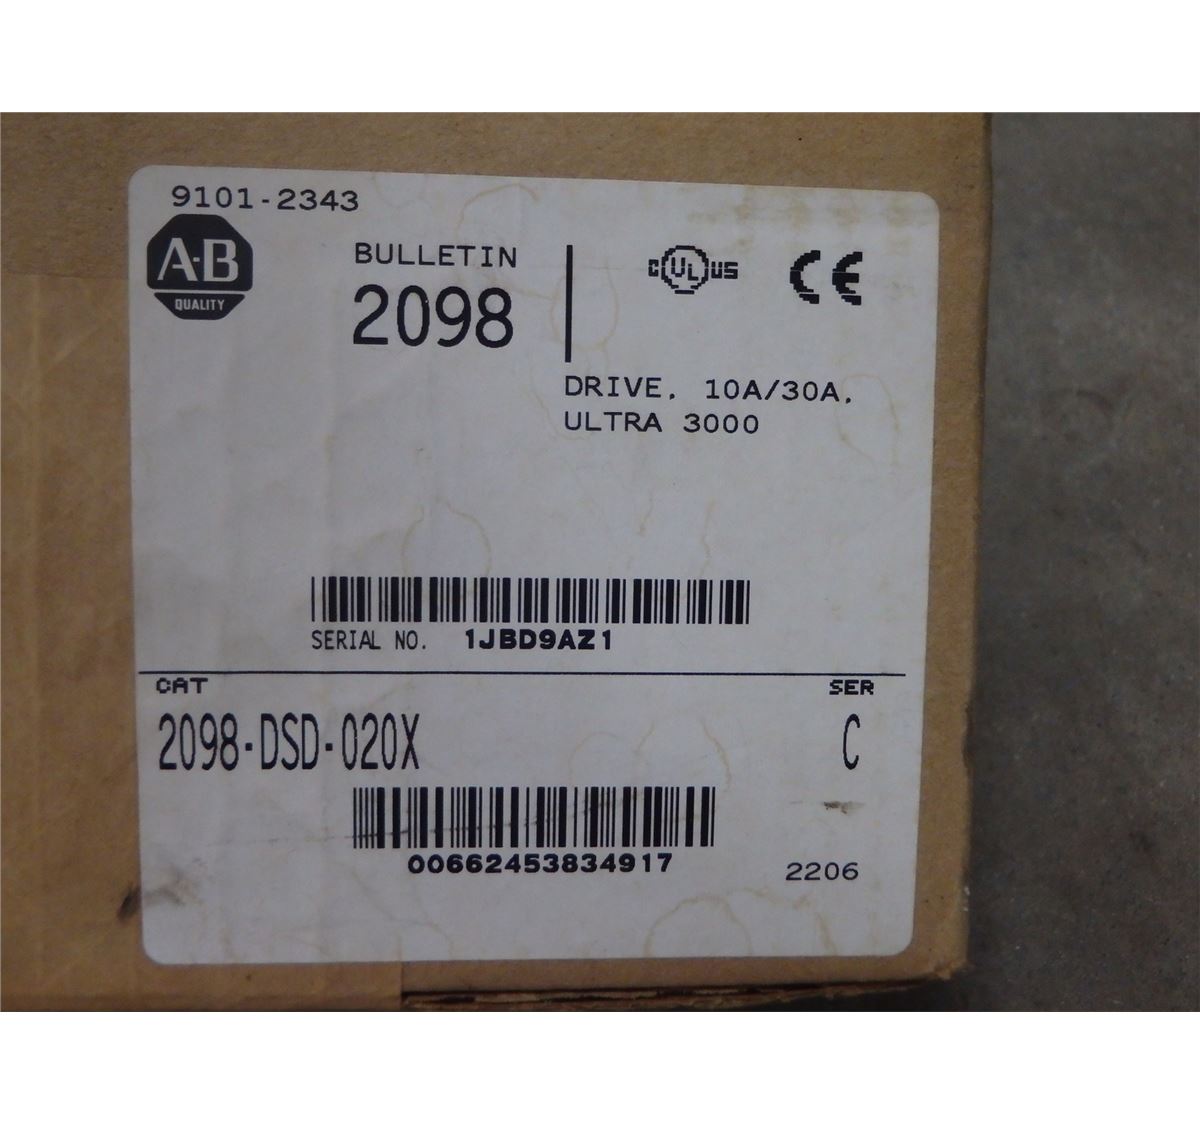 9101-2343
A-B
QUALITY
BULLETIN
2098
c UL us CE
DRIVE, 10A/30A,
ULTRA 3000
SERIAL NO. 1JBD9AZ1
CAT SER
2098-DSD-020X C
00662453834917
2206